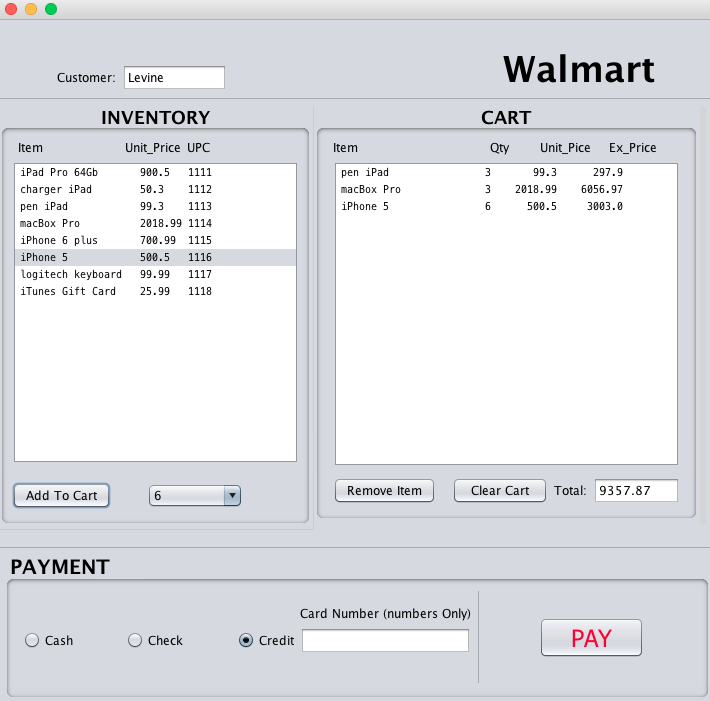 Walmart
Customer: Levine
INVENTORY
Item Unit_Price UPC
iPad Pro 64Gb 900.5 1111
charger iPad 50.3 1112
pen iPad 99.3 1113
macBox Pro 2018.99 1114
iPhone 6 plus 700.99 1115
iPhone 5 500.5 1116
logitech keyboard 99.99 1117
iTunes Gift Card 25.99 1118
Add To Cart 6
CART
Item Qty Unit_Pice Ex_Price
pen iPad 3 99.3 297.9
macBox Pro 3 2018.99 6056.97
iPhone 5 6 500.5 3003.0
Remove Item Clear Cart Total: 9357.87
PAYMENT
Card Number (numbers Only)
Cash Check Credit PAY